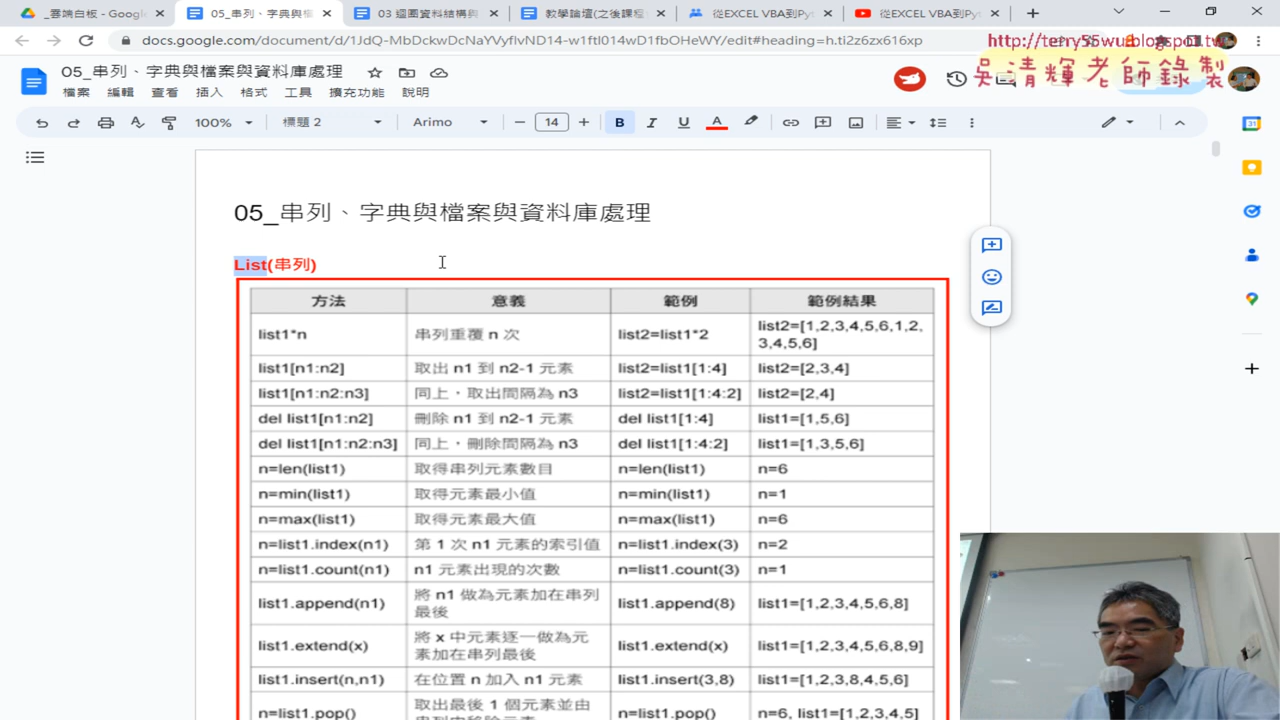 _雲端白板 - Google
05_串列、字典與檔
03 迴圈資料結構與
教學論壇(之後課程
從EXCEL VBA到Py
從EXCEL VBA到Py
docs.google.com/document/d/1JdQ-MbDckwDcNaYVyfIvND14-w1ftl014wD1fbOHeWY/edit#heading=h.ti2z6zx616xp
http://terry55wu.blogspot.tw
吳清輝老師錄製
05_串列、字典與檔案與資料庫處理
檔案 編輯 查看 插入 格式 工具 擴充功能 說明
100% 標題 2 Arimo 14 B I U A
05_串列、字典與檔案與資料庫處理
List(串列)
方法 意義 範例 範例結果
list1*n 串列重覆 n 次 list2=list1*2 list2=[1,2,3,4,5,6,1,2,
3,4,5,6]
list1[n1:n2] 取出 n1 到 n2-1 元素 list2=list1[1:4] list2=[2,3,4]
list1[n1:n2:n3] 同上，取出間隔為 n3 list2=list1[1:4:2] list2=[2,4]
del list1[n1:n2] 刪除 n1 到 n2-1 元素 del list1[1:4] list1=[1,5,6]
del list1[n1:n2:n3] 同上，刪除間隔為 n3 del list1[1:4:2] list1=[1,3,5,6]
n=len(list1) 取得串列元素數目 n=len(list1) n=6
n=min(list1) 取得元素最小值 n=min(list1) n=1
n=max(list1) 取得元素最大值 n=max(list1) n=6
n=list1.index(n1) 第 1 次 n1 元素的索引值 n=list1.index(3) n=2
n=list1.count(n1) n1 元素出現的次數 n=list1.count(3) n=1
list1.append(n1) 將 n1 做為元素加在串列
最後 list1.append(8) list1=[1,2,3,4,5,6,8]
list1.extend(x) 將 x 中元素逐一做為元
素加在串列最後 list1.extend(x) list1=[1,2,3,4,5,6,8,9]
list1.insert(n,n1) 在位置 n 加入 n1 元素 list1.insert(3,8) list1=[1,2,3,8,4,5,6]
n=list1.pop() 取出最後 1 個元素並由 n=list1.pop() n=6, list1=[1,2,3,4,5]